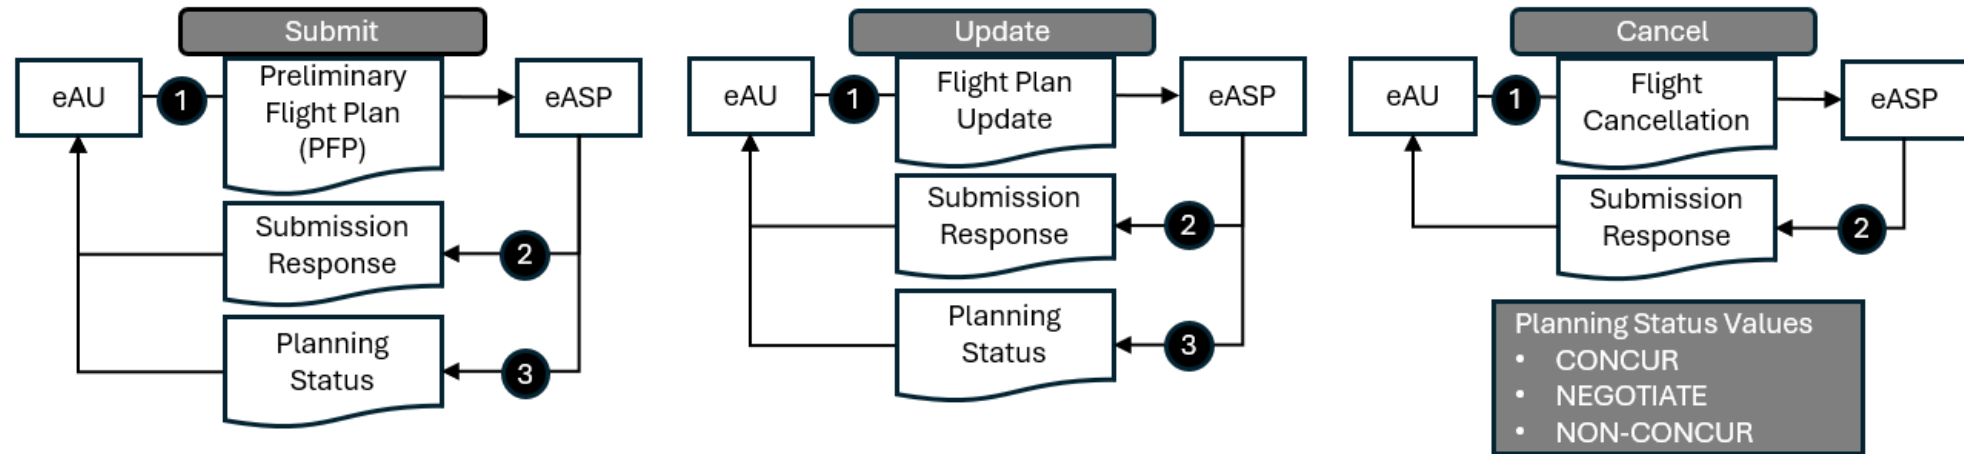 Submit
eAU
1
Preliminary
Flight Plan
(PFP)
eASP
Submission
Response
2
Planning
Status
3
Update
eAU
1
Flight Plan
Update
eASP
Submission
Response
2
Planning
Status
3
Cancel
eAU
1
Flight
Cancellation
eASP
Submission
Response
2
Planning Status Values
• CONCUR
• NEGOTIATE
• NON-CONCUR